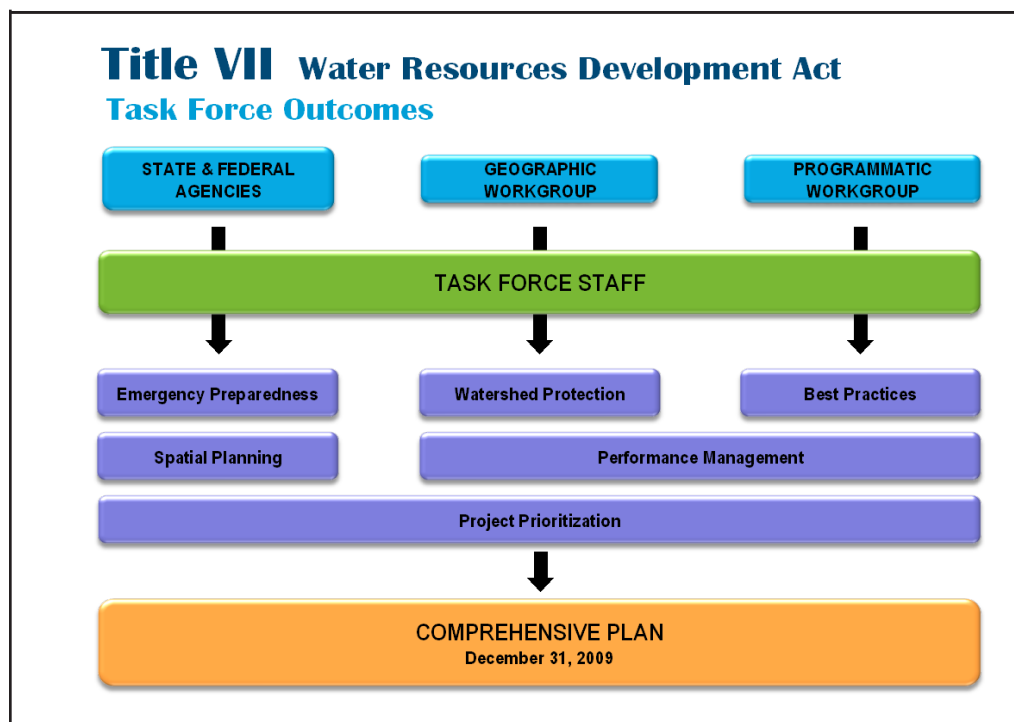 Title VII Water Resources Development Act
Task Force Outcomes
STATE & FEDERAL
AGENCIES
GEOGRAPHIC
WORKGROUP
PROGRAMMATIC
WORKGROUP
TASK FORCE STAFF
Emergency Preparedness
Watershed Protection
Best Practices
Spatial Planning
Performance Management
Project Prioritization
COMPREHENSIVE PLAN
December 31, 2009